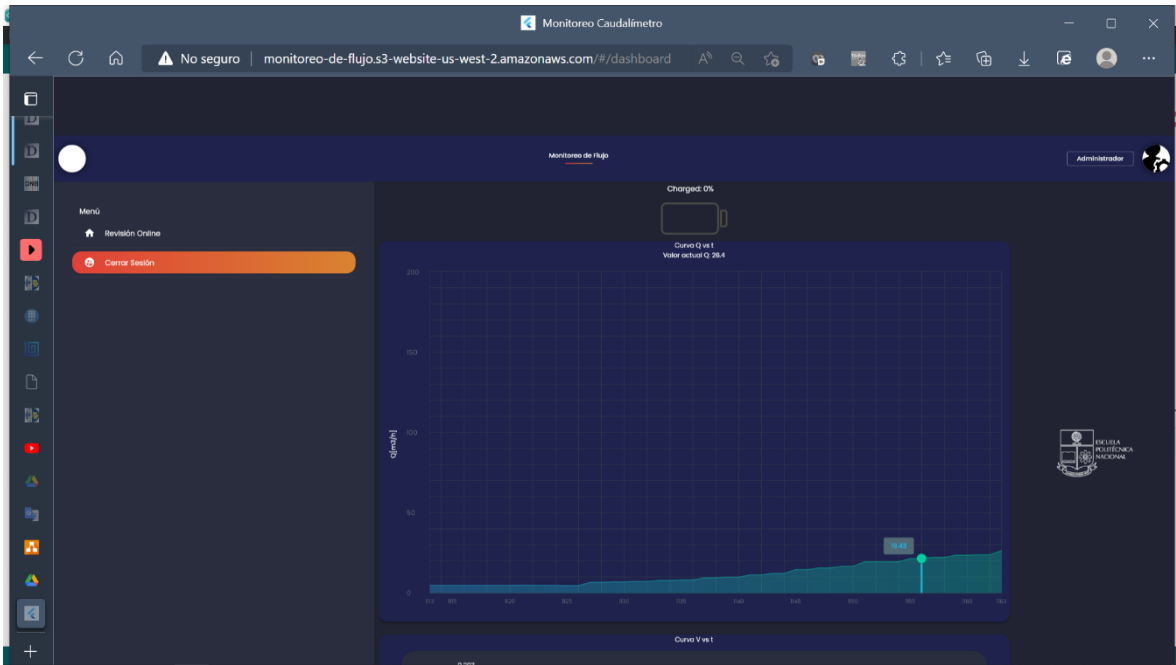 Monitoreo Caudalímetro
No seguro | monitoreo-de-flujo.s3-website-us-west-2.amazonaws.com/#/dashboard
Monitoreo de Flujo
Administrador
Menú
Revisión Online
Cerrar Sesión
Charged: 0%
Curva Q vs t
Valor actual Q: 28.4
200
150
100
50
0
Q[m3/h]
ESCUELA
POLITÉCNICA
NACIONAL
Curva V vs t